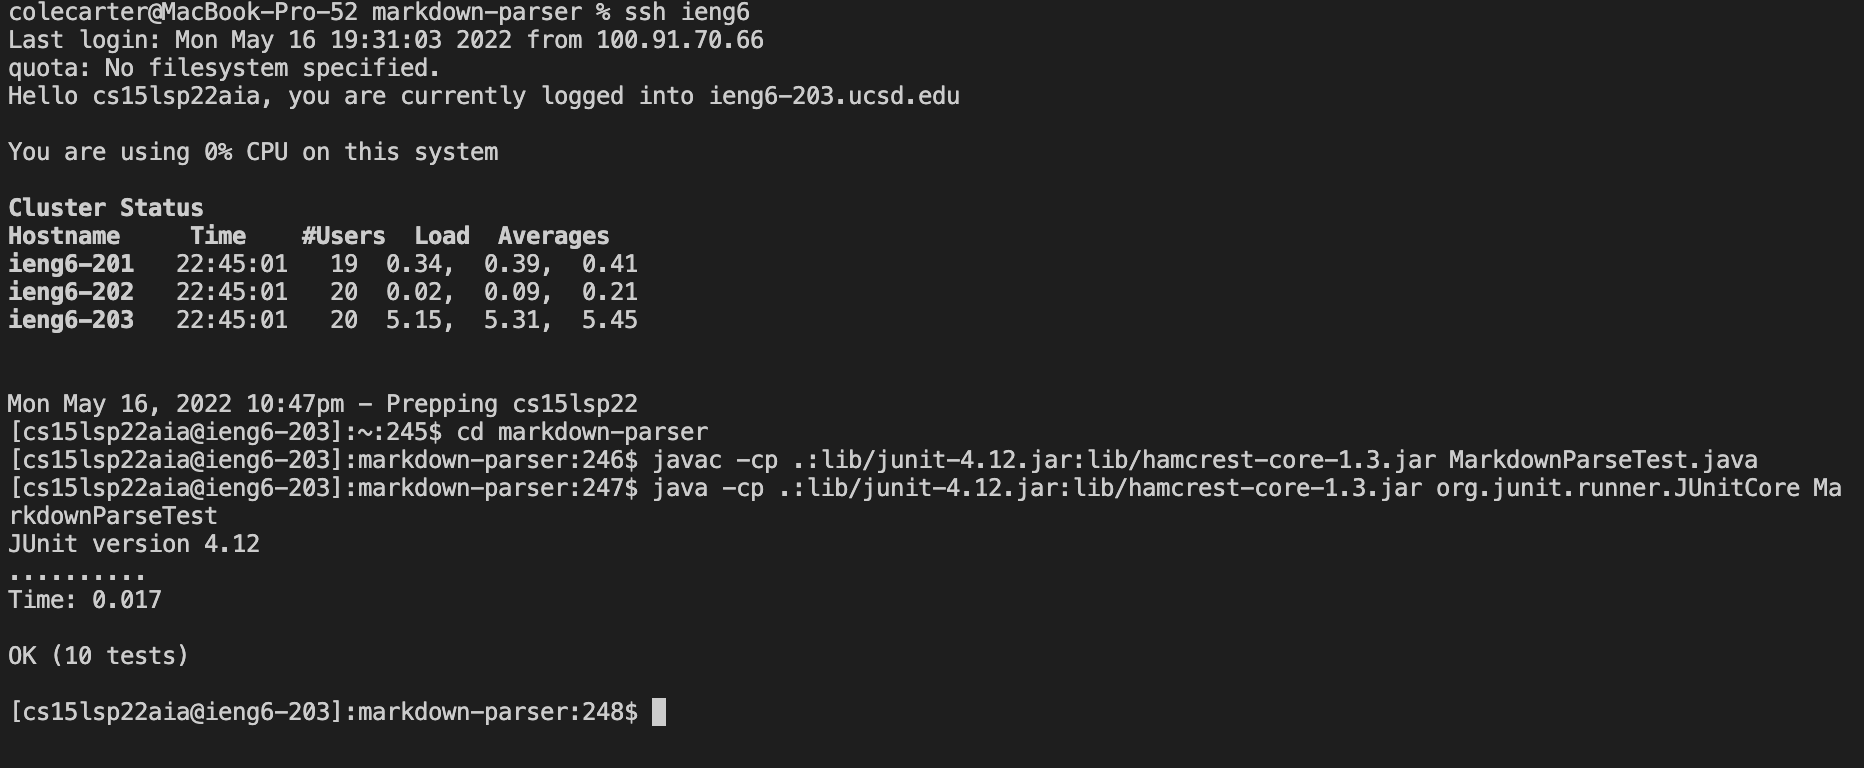 colecarter@MacBook-Pro-52 markdown-parser % ssh ieng6
Last login: Mon May 16 19:31:03 2022 from 100.91.70.66
quota: No filesystem specified.
Hello cs15lsp22aia, you are currently logged into ieng6-203.ucsd.edu
You are using 0% CPU on this system
Cluster Status
Hostname     Time    #Users  Load  Averages
ieng6-201   22:45:01   19  0.34,  0.39,  0.41
ieng6-202   22:45:01   20  0.02,  0.09,  0.21
ieng6-203   22:45:01   20  5.15,  5.31,  5.45
Mon May 16, 2022 10:47pm - Prepping cs15lsp22
[cs15lsp22aia@ieng6-203]:~:245$ cd markdown-parser
[cs15lsp22aia@ieng6-203]:markdown-parser:246$ javac -cp .:lib/junit-4.12.jar:lib/hamcrest-core-1.3.jar MarkdownParseTest.java
[cs15lsp22aia@ieng6-203]:markdown-parser:247$ java -cp .:lib/junit-4.12.jar:lib/hamcrest-core-1.3.jar org.junit.runner.JUnitCore Ma
rkdownParseTest
JUnit version 4.12
..........
Time: 0.017
OK (10 tests)
[cs15lsp22aia@ieng6-203]:markdown-parser:248$